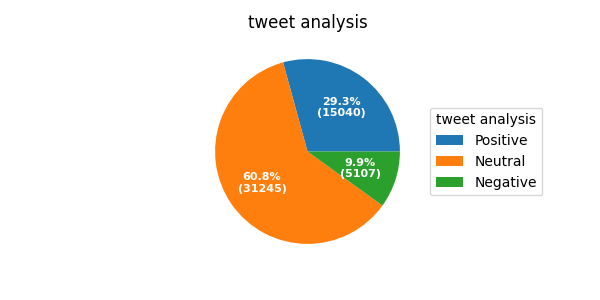 tweet analysis
29.3%
(15040)
60.8%
(31245)
9.9%
(5107)
tweet analysis
Positive
Neutral
Negative